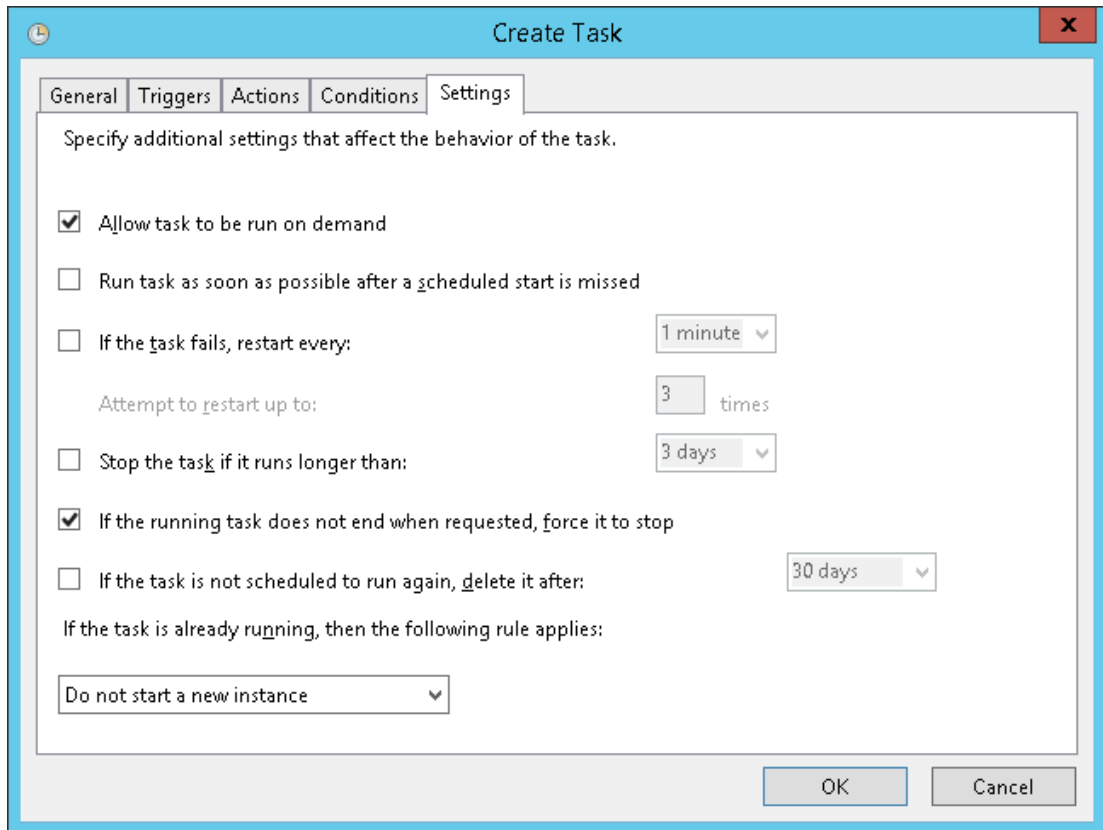 Create Task
x
General Triggers Actions Conditions Settings
Specify additional settings that affect the behavior of the task.
Allow task to be run on demand
Run task as soon as possible after a scheduled start is missed
If the task fails, restart every: 1 minute
Attempt to restart up to: 3 times
Stop the task if it runs longer than: 3 days
If the running task does not end when requested, force it to stop
If the task is not scheduled to run again, delete it after: 30 days
If the task is already running, then the following rule applies:
Do not start a new instance
OK Cancel